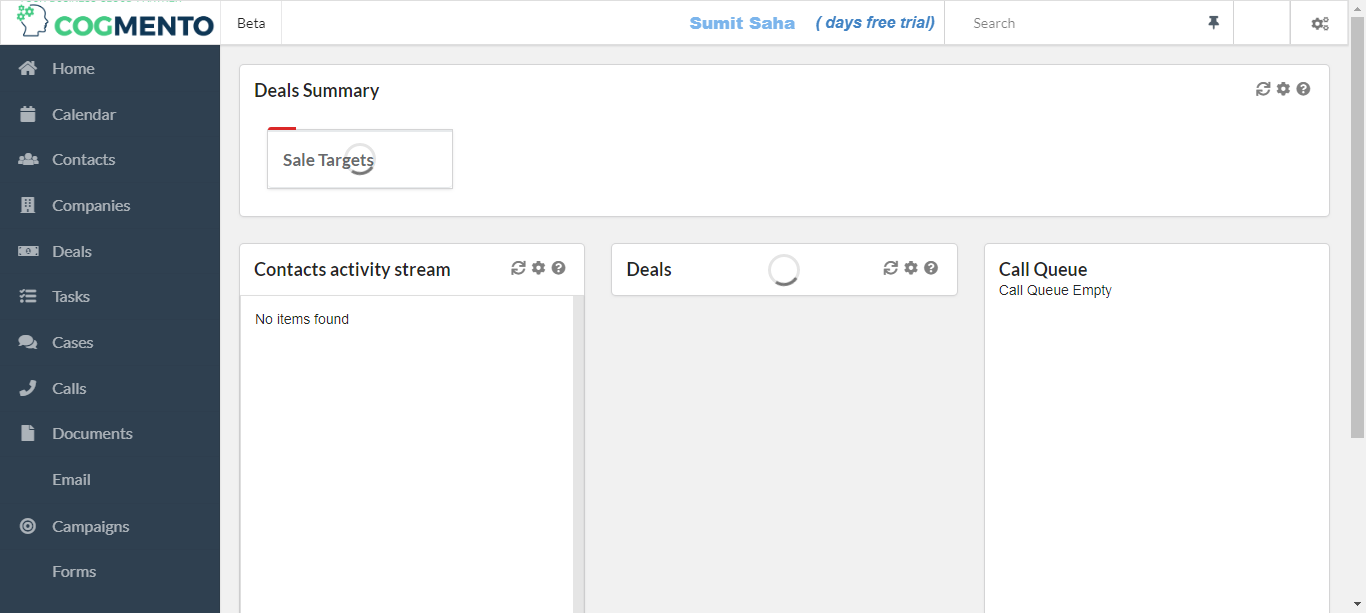 COGMENTO
Beta
Sumit Saha
( days free trial)
Search
Home
Calendar
Contacts
Companies
Deals
Tasks
Cases
Calls
Documents
Email
Campaigns
Forms
Deals Summary
Sale Targets
Contacts activity stream
No items found
Deals
Call Queue
Call Queue Empty